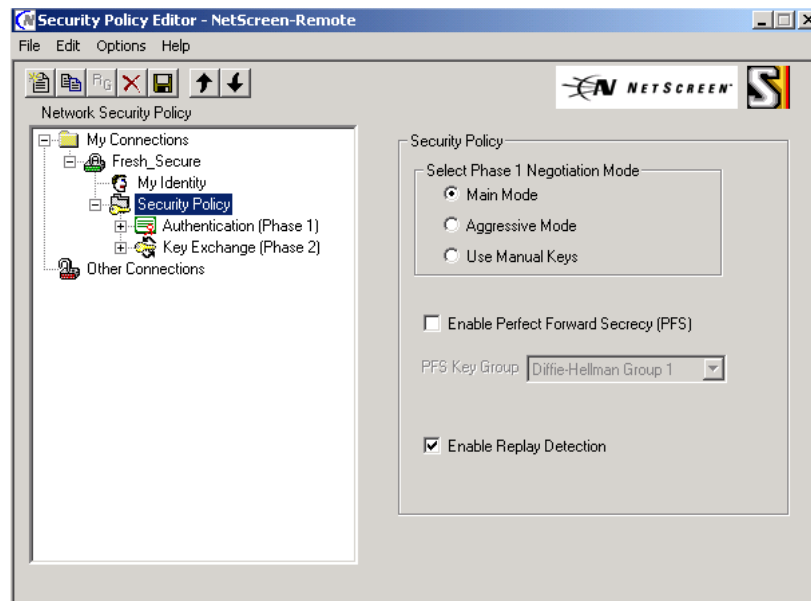 Security Policy Editor - NetScreen-Remote
File Edit Options Help
RG
NETSCREEN
S
Network Security Policy
My Connections
Fresh_Secure
My Identity
Security Policy
Authentication (Phase 1)
Key Exchange (Phase 2)
Other Connections
Security Policy
Select Phase 1 Negotiation Mode
Main Mode
Aggressive Mode
Use Manual Keys
Enable Perfect Forward Secrecy (PFS)
PFS Key Group Diffie-Hellman Group 1
Enable Replay Detection